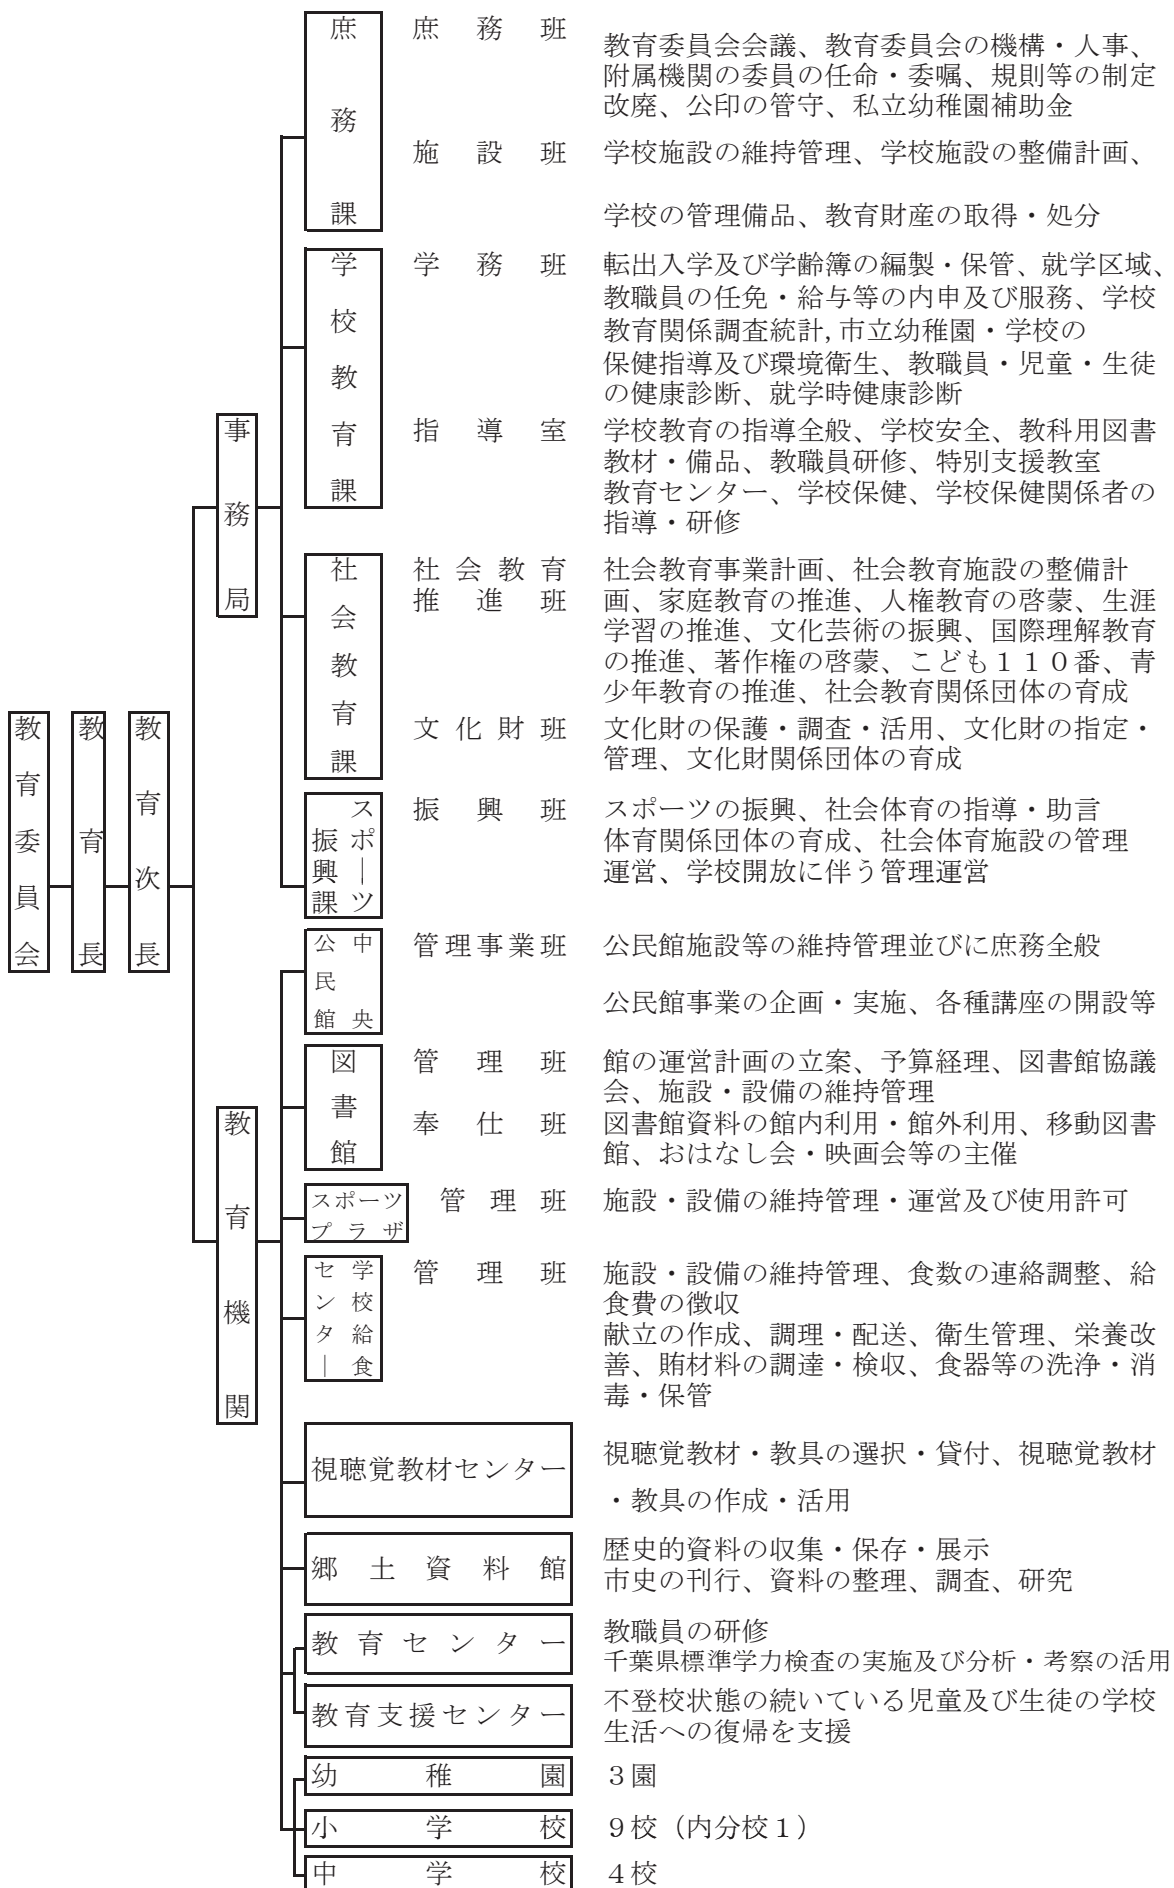 教育委員会
教育長
教育次長
事務局
庶務課
庶務班
教育委員会会議、教育委員会の機構・人事、
附属機関の委員の任命・委嘱、規則等の制定
改廃、公印の管守、私立幼稚園補助金
施設班
学校施設の維持管理、学校施設の整備計画、
学校の管理備品、教育財産の取得・処分
学校教育課
学務班
転出入学及び学齢簿の編製・保管、就学区域、
教職員の任免・給与等の内申及び服務、学校
教育関係調査統計,市立幼稚園・学校の
保健指導及び環境衛生、教職員・児童・生徒
の健康診断、就学時健康診断
指導室
学校教育の指導全般、学校安全、教科用図書
教材・備品、教職員研修、特別支援教室
教育センター、学校保健、学校保健関係者の
指導・研修
社会教育課
社会教育
推進班
社会教育事業計画、社会教育施設の整備計
画、家庭教育の推進、人権教育の啓蒙、生涯
学習の推進、文化芸術の振興、国際理解教育
の推進、著作権の啓蒙、こども110番、青
少年教育の推進、社会教育関係団体の育成
文化財班
文化財の保護・調査・活用、文化財の指定・
管理、文化財関係団体の育成
スポーツ
振興課
振興班
スポーツの振興、社会体育の指導・助言
体育関係団体の育成、社会体育施設の管理
運営、学校開放に伴う管理運営
教育機関
中央
公民館
管理事業班
公民館施設等の維持管理並びに庶務全般
公民館事業の企画・実施、各種講座の開設等
図書館
管理班
館の運営計画の立案、予算経理、図書館協議
会、施設・設備の維持管理
奉仕班
図書館資料の館内利用・館外利用、移動図書
館、おはなし会・映画会等の主催
スポーツ
プラザ
管理班
施設・設備の維持管理・運営及び使用許可
学校給食
センター
管理班
施設・設備の維持管理、食数の連絡調整、給
食費の徴収
献立の作成、調理・配送、衛生管理、栄養改
善、賄材料の調達・検収、食器等の洗浄・消
毒・保管
視聴覚教材センター
視聴覚教材・教具の選択・貸付、視聴覚教材
・教具の作成・活用
郷土資料館
歴史的資料の収集・保存・展示
市史の刊行、資料の整理、調査、研究
教育センター
教職員の研修
千葉県標準学力検査の実施及び分析・考察の活用
教育支援センター
不登校状態の続いている児童及び生徒の学校
生活への復帰を支援
幼稚園
3園
小学校
9校（内分校1）
中学校
4校